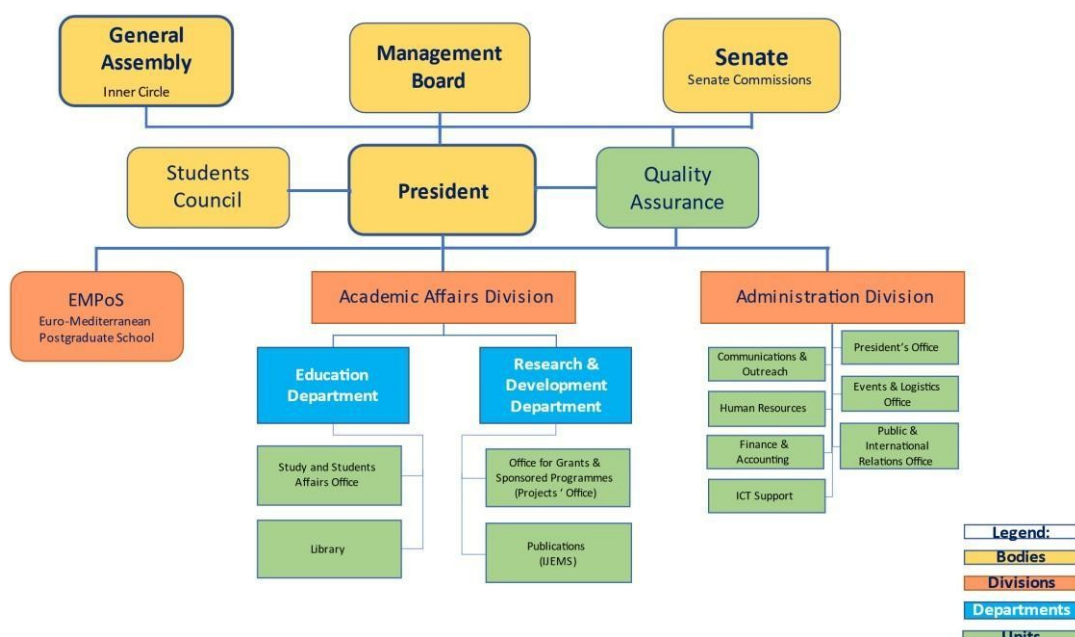 General
Assembly
Inner Circle
Management
Board
Senate
Senate Commissions
Students
Council
President
Quality
Assurance
EMPoS
Euro-Mediterranean
Postgraduate School
Academic Affairs Division
Administration Division
Education
Department
Research &
Development
Department
Study and Students
Affairs Office
Library
Office for Grants &
Sponsored Programmes
(Projects ' Office)
Publications
(IJEMS)
Communications &
Outreach
Human Resources
Finance &
Accounting
ICT Support
President's Office
Events & Logistics
Office
Public &
International
Relations Office
Legend:
Bodies
Divisions
Departments
Units